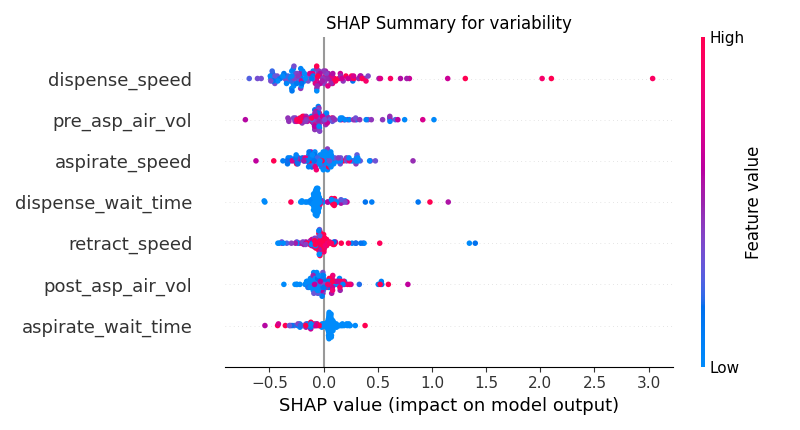 SHAP Summary for variability
High
dispense_speed
pre_asp_air_vol
aspirate_speed
dispense_wait_time
retract_speed
post_asp_air_vol
aspirate_wait_time
Feature value
Low
−0.5 0.0 0.5 1.0 1.5 2.0 2.5 3.0
SHAP value (impact on model output)